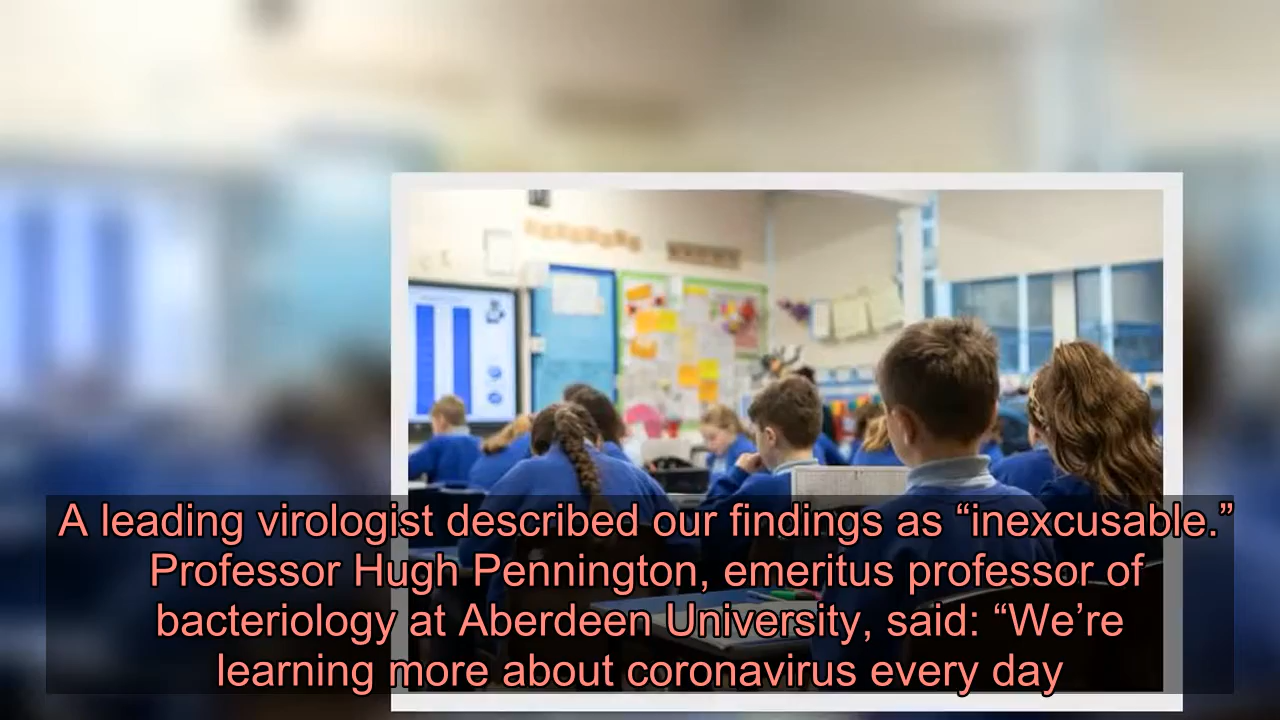 A leading virologist described our findings as “inexcusable.”
Professor Hugh Pennington, emeritus professor of
bacteriology at Aberdeen University, said: “We’re
learning more about coronavirus every day